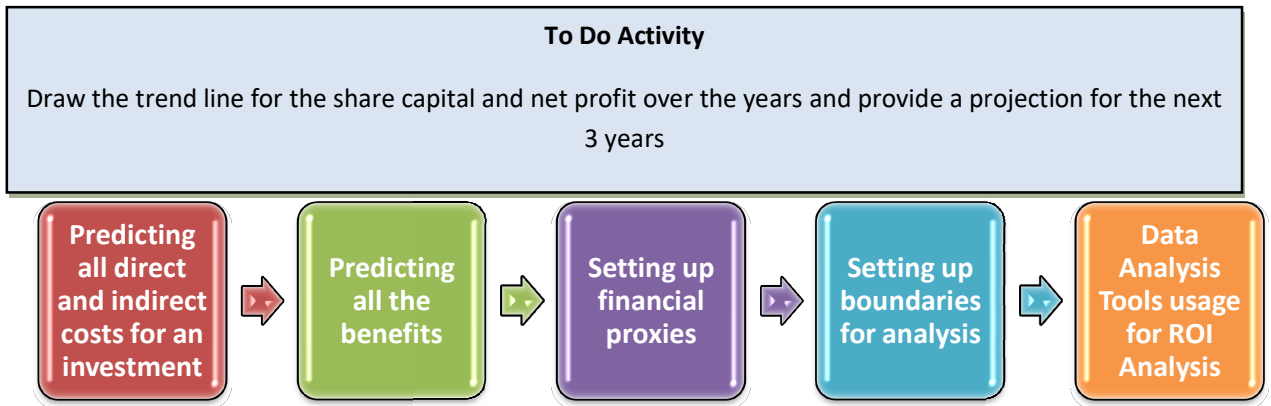 To Do Activity
Draw the trend line for the share capital and net profit over the years and provide a projection for the next
3 years
Predicting
all direct
and indirect
costs for an
investment
Predicting
all the
benefits
Setting up
financial
proxies
Setting up
boundaries
for analysis
Data
Analysis
Tools usage
for ROI
Analysis